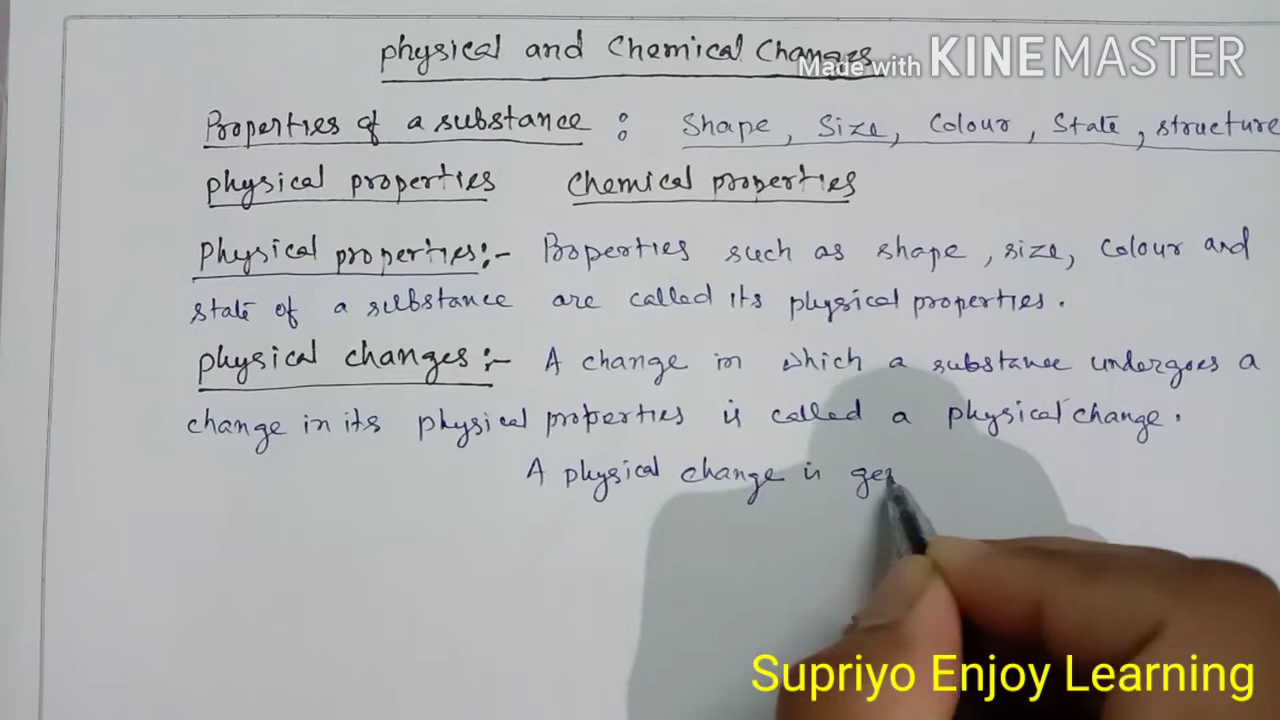 Physical and Chemical Changes
Made with KINEMASTER
Properties of a substance : Shape, Size, Colour, State, structure
physical properties Chemical properties
Physical properties :- Properties such as shape, size, colour and
state of a substance are called its physical properties.
physical changes :- A change in which a substance undergoes a
change in its physical properties is called a physical change.
A physical change is gen
Supriyo Enjoy Learning